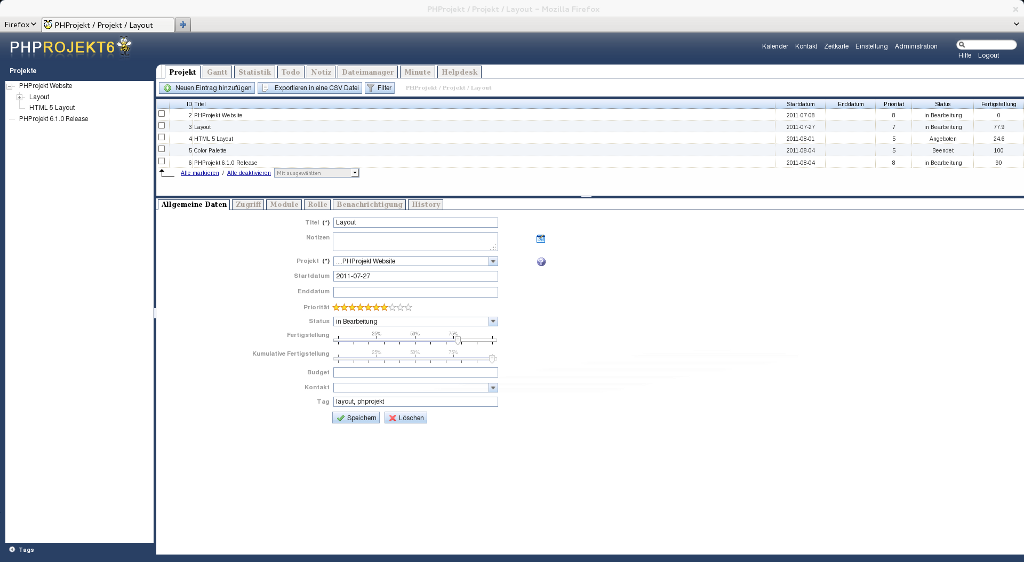 PHProjekt / Projekt / Layout - Mozilla Firefox
Firefox PHProjekt / Projekt / Layout
PHPROJEKT6
Kalender Kontakt Zeitkarte Einstellung Administration
Hilfe Logout
Projekte
PHProjekt Website
Layout
HTML 5 Layout
PHProjekt 6.1.0 Release
Projekt Gantt Statistik Todo Notiz Dateimanager Minute Helpdesk
Neuen Eintrag hinzufügen Exportieren in eine CSV Datei Filter PHProjekt / Projekt / Layout
ID Titel Startdatum Enddatum Priorität Status Fertigstellung
2 PHProjekt Website 2011-07-08 8 in Bearbeitung 0
3 Layout 2011-07-27 7 in Bearbeitung 77.3
4 HTML 5 Layout 2011-08-01 5 Angeboten 24.6
5 Color Palette 2011-08-04 5 Beendet 100
6 PHProjekt 6.1.0 Release 2011-08-04 8 in Bearbeitung 90
Alle markieren / Alle deaktivieren Mit ausgewählten
Allgemeine Daten Zugriff Module Rolle Benachrichtigung History
Titel (*) Layout
Notizen
Projekt (*) ....PHProjekt Website
Startdatum 2011-07-27
Enddatum
Priorität
Status in Bearbeitung
Fertigstellung 25% 50% 75%
Kumulative Fertigstellung 25% 50% 75%
Budget
Kontakt
Tag layout, phprojekt
Speichern Löschen
Tags